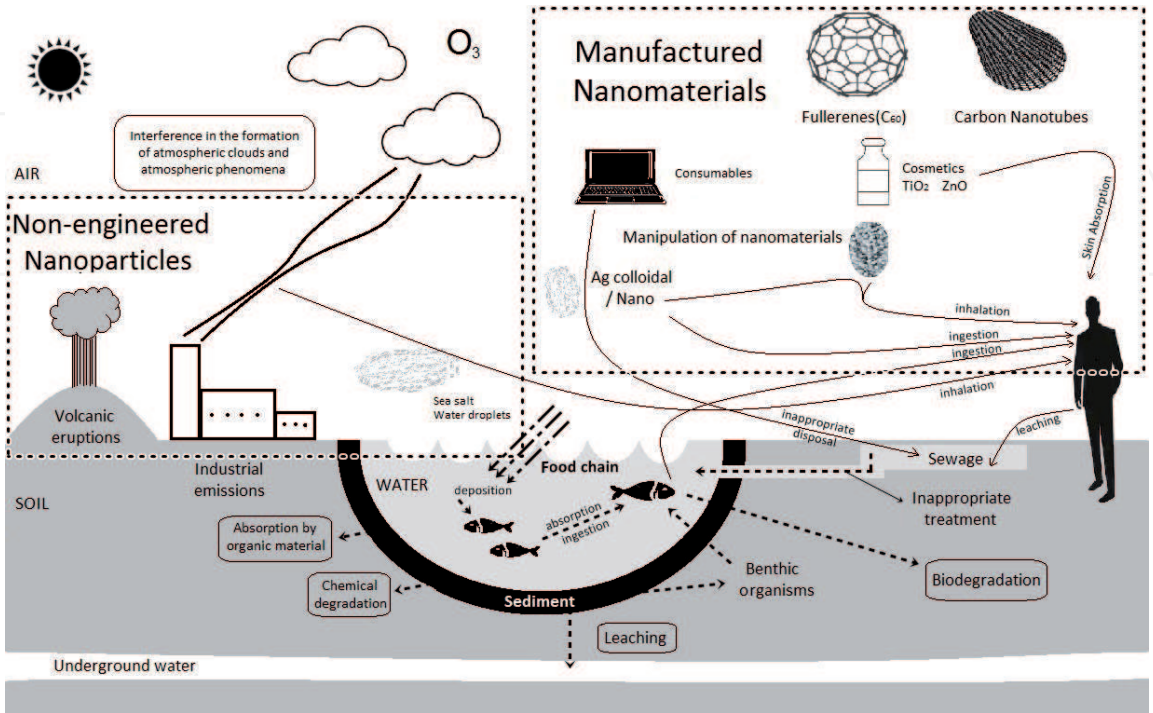 O₃
Manufactured
Nanomaterials
Fullerenes(C₆₀)
Carbon Nanotubes
Interference in the formation
of atmospheric clouds and
atmospheric phenomena
AIR
Consumables
Cosmetics
TiO₂ ZnO
Skin Absorption
Non-engineered
Nanoparticles
Manipulation of nanomaterials
Ag colloidal
/ Nano
inhalation
ingestion
ingestion
inhalation
Sea salt
Water droplets
Volcanic
eruptions
inappropriate
disposal
leaching
Industrial
emissions
Food chain
Sewage
WATER
deposition
SOIL
Inappropriate
treatment
absorption
ingestion
Absorption by
organic material
Chemical
degradation
Benthic
organisms
Biodegradation
Sediment
Leaching
Underground water